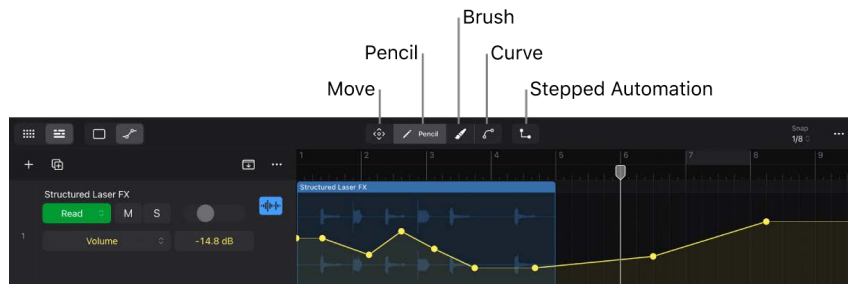 Brush
Pencil
Curve
Move
Stepped Automation
Pencil
Snap
1/8
1 2 3 4 5 6 7 8 9
Structured Laser FX
Structured Laser FX
Read M S
1
Volume -14.8 dB